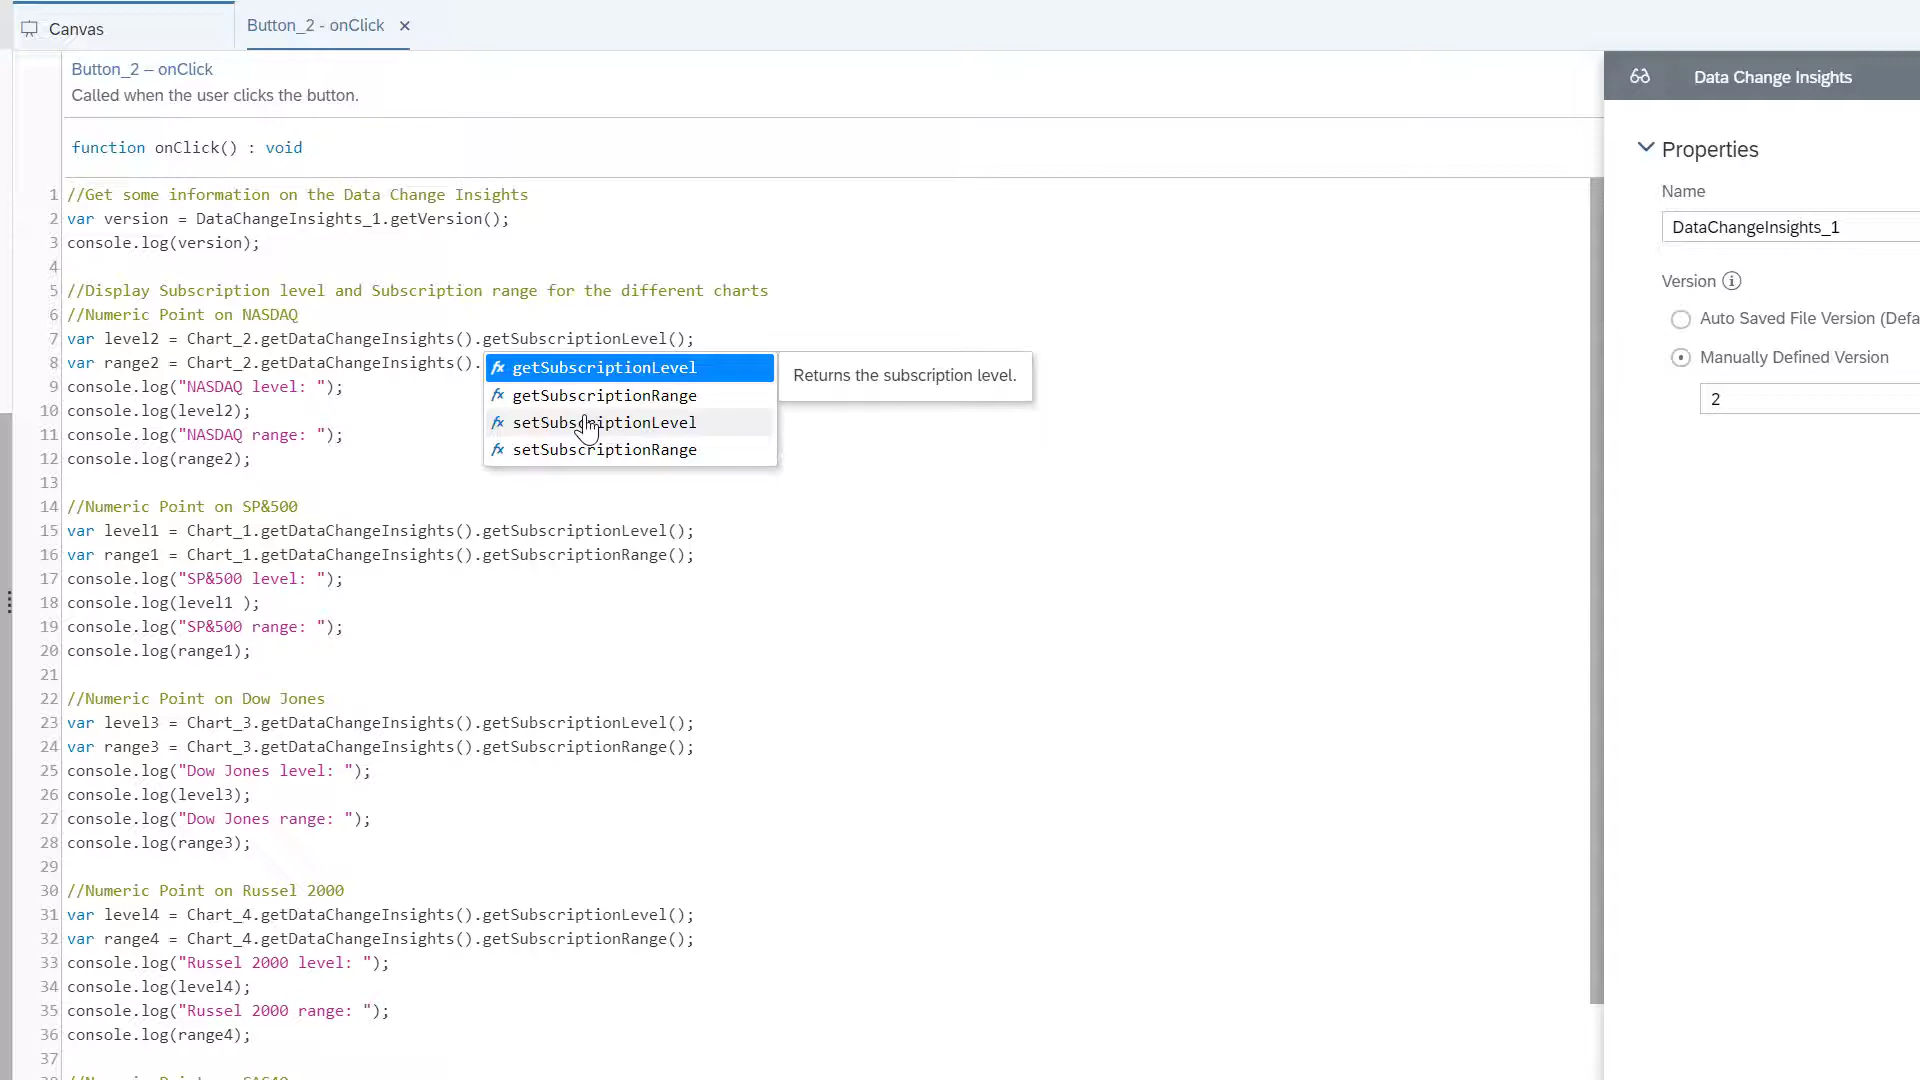 Canvas
Button_2 - onClick
Button_2 – onClick
Called when the user clicks the button.
function onClick() : void
1 //Get some information on the Data Change Insights
2 var version = DataChangeInsights_1.getVersion();
3 console.log(version);
4
5 //Display Subscription level and Subscription range for the different charts
6 //Numeric Point on NASDAQ
7 var level2 = Chart_2.getDataChangeInsights().getSubscriptionLevel();
8 var range2 = Chart_2.getDataChangeInsights().
9 console.log("NASDAQ level: ");
10 console.log(level2);
11 console.log("NASDAQ range: ");
12 console.log(range2);
13
14 //Numeric Point on SP&500
15 var level1 = Chart_1.getDataChangeInsights().getSubscriptionLevel();
16 var range1 = Chart_1.getDataChangeInsights().getSubscriptionRange();
17 console.log("SP&500 level: ");
18 console.log(level1 );
19 console.log("SP&500 range: ");
20 console.log(range1);
21
22 //Numeric Point on Dow Jones
23 var level3 = Chart_3.getDataChangeInsights().getSubscriptionLevel();
24 var range3 = Chart_3.getDataChangeInsights().getSubscriptionRange();
25 console.log("Dow Jones level: ");
26 console.log(level3);
27 console.log("Dow Jones range: ");
28 console.log(range3);
29
30 //Numeric Point on Russel 2000
31 var level4 = Chart_4.getDataChangeInsights().getSubscriptionLevel();
32 var range4 = Chart_4.getDataChangeInsights().getSubscriptionRange();
33 console.log("Russel 2000 level: ");
34 console.log(level4);
35 console.log("Russel 2000 range: ");
36 console.log(range4);
37
fx getSubscriptionLevel
fx getSubscriptionRange
fx setSubscriptionLevel
fx setSubscriptionRange
Returns the subscription level.
Data Change Insights
Properties
Name
DataChangeInsights_1
Version
Auto Saved File Version (Defa
Manually Defined Version
2